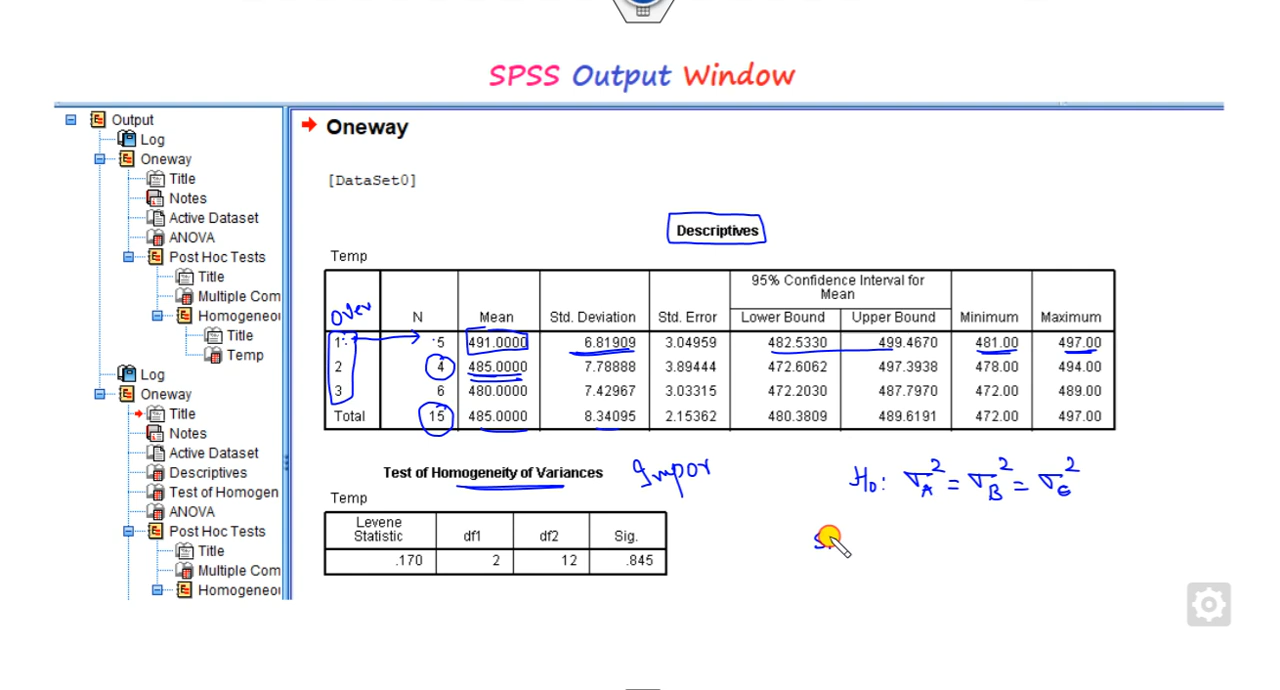 SPSS Output Window
Output
Log
Oneway
Title
Notes
Active Dataset
ANOVA
Post Hoc Tests
Title
Multiple Com
Homogeneo
Title
Temp
Log
Oneway
Title
Notes
Active Dataset
Descriptives
Test of Homogen
ANOVA
Post Hoc Tests
Title
Multiple Com
Homogeneo
Oneway
[DataSet0]
Descriptives
Temp
Oven N Mean Std. Deviation Std. Error 95% Confidence Interval for Mean Lower Bound Upper Bound Minimum Maximum
1 5 491.0000 6.81909 3.04959 482.5330 499.4670 481.00 497.00
2 4 485.0000 7.78888 3.89444 472.6062 497.3938 478.00 494.00
3 6 480.0000 7.42967 3.03315 472.2030 487.7970 472.00 489.00
Total 15 485.0000 8.34095 2.15362 480.3809 489.6191 472.00 497.00
Test of Homogeneity of Variances Impor H₀: σ_A² = σ_B² = σ_C²
Temp
Levene Statistic df1 df2 Sig.
.170 2 12 .845